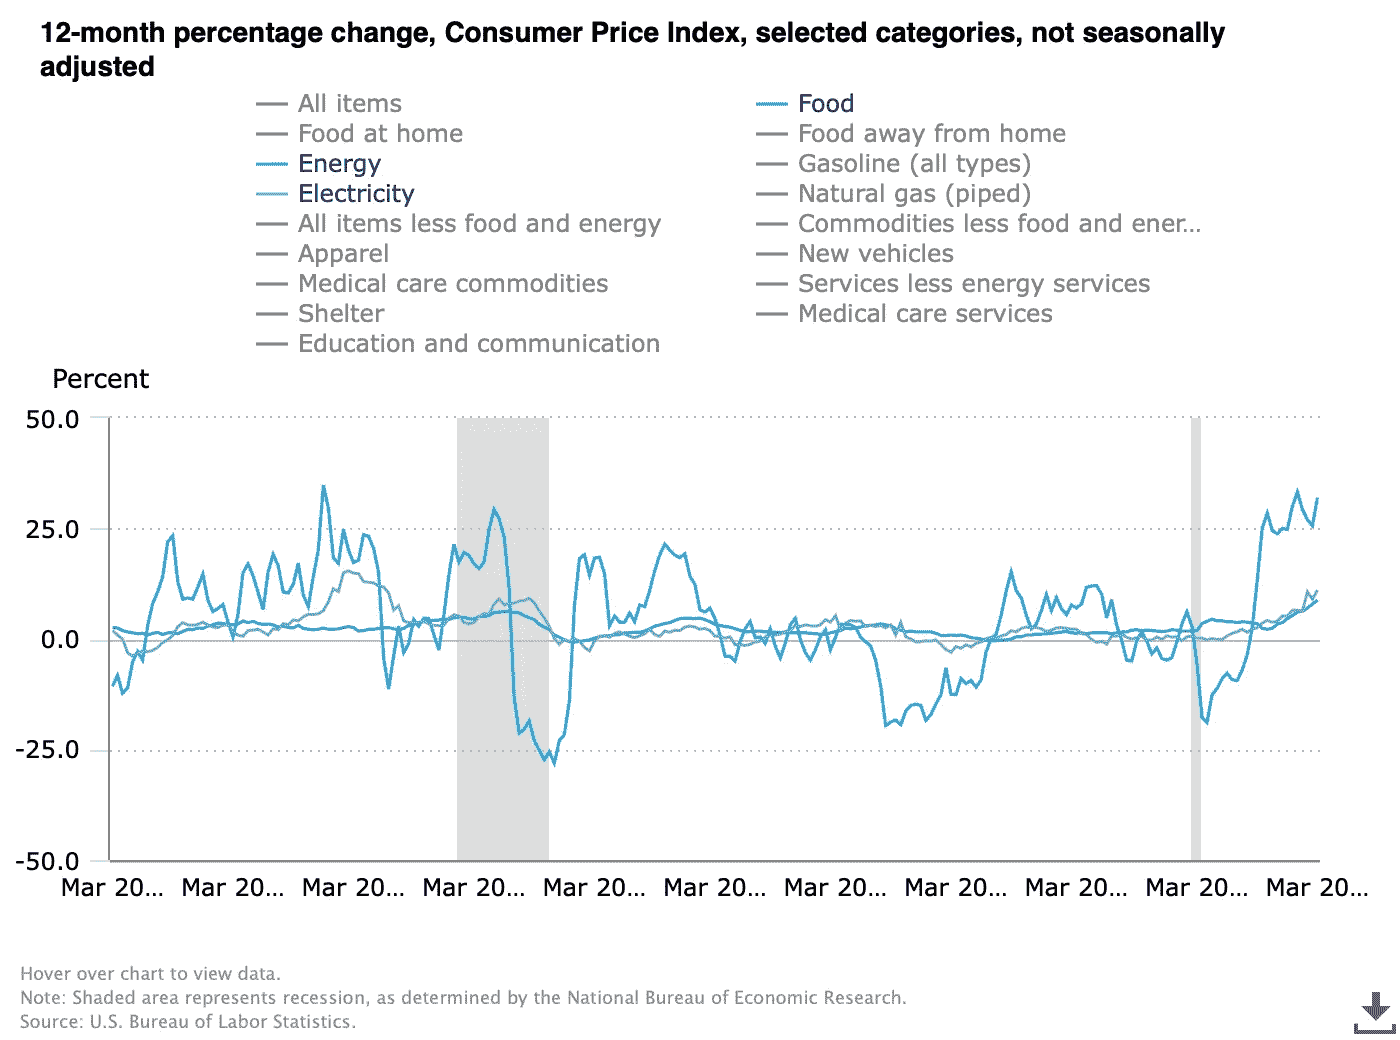 12-month percentage change, Consumer Price Index, selected categories, not seasonally
adjusted
All items
Food
Food at home
Food away from home
Energy
Gasoline (all types)
Electricity
Natural gas (piped)
All items less food and energy
Commodities less food and ener...
Apparel
New vehicles
Medical care commodities
Services less energy services
Shelter
Medical care services
Education and communication
Percent
50.0
25.0
0.0
-25.0
-50.0
Mar 20... Mar 20... Mar 20... Mar 20... Mar 20... Mar 20... Mar 20... Mar 20... Mar 20... Mar 20... Mar 20...
Hover over chart to view data.
Note: Shaded area represents recession, as determined by the National Bureau of Economic Research.
Source: U.S. Bureau of Labor Statistics.